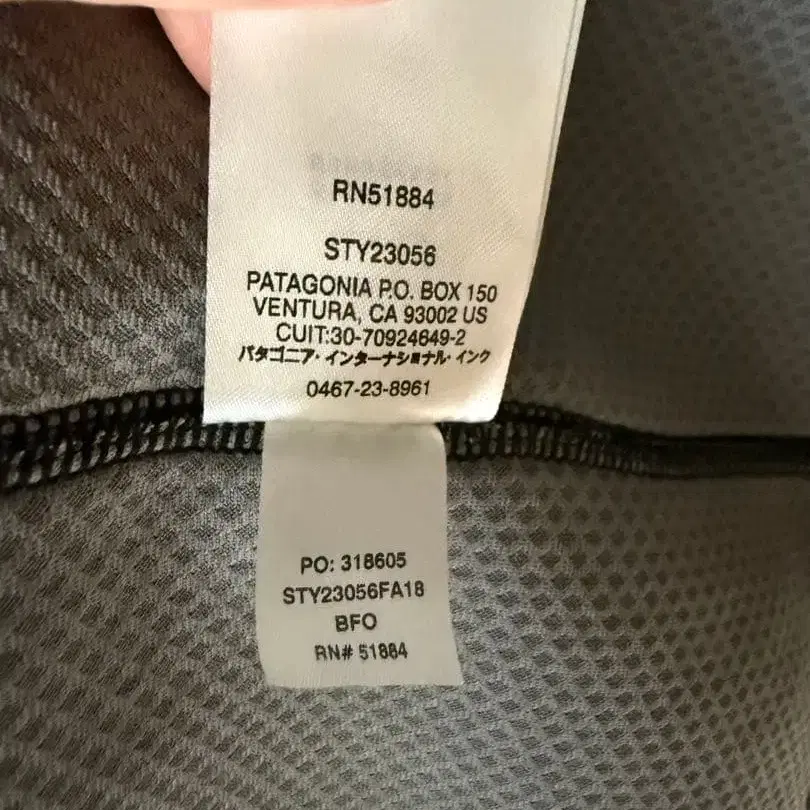 RN51884
STY23056
PATAGONIA P.O. BOX 150
VENTURA, CA 93002 US
CUIT:30-70924649-2
パタゴニア・インターナショナル・インク
0467-23-8961
PO: 318605
STY23056FA18
BFO
RN# 51884